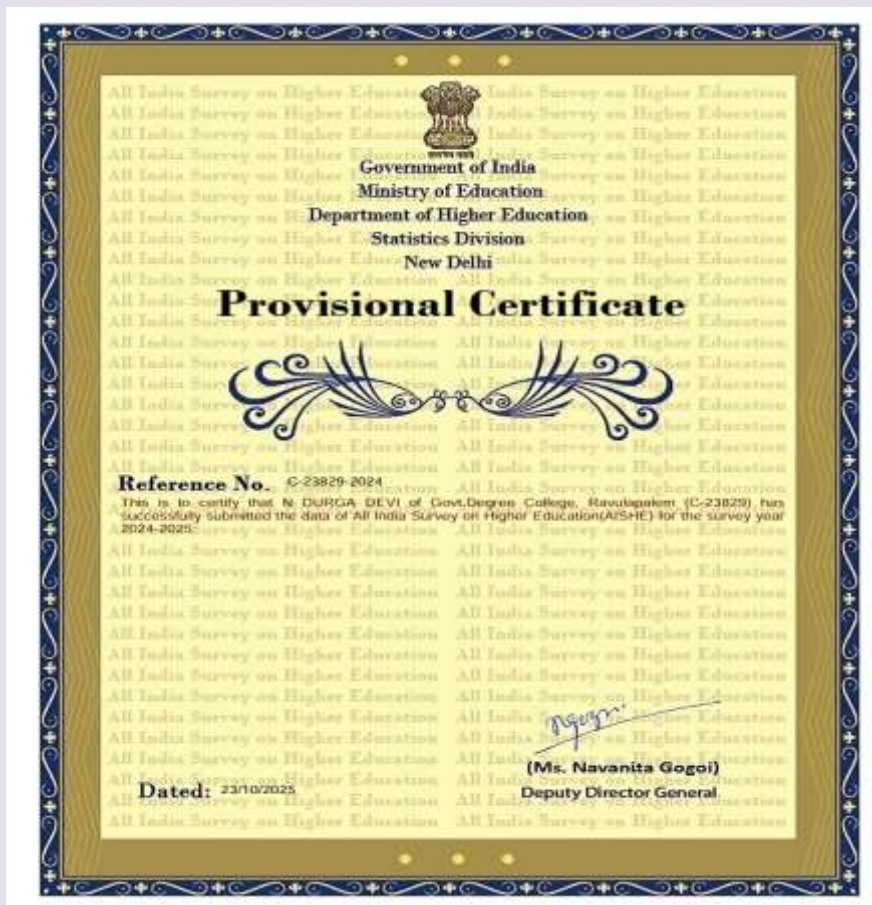 Government of India
Ministry of Education
Department of Higher Education
Statistics Division
New Delhi
Provisional Certificate
Reference No. C-23829-2024
This is to certify that N DURGA DEVI of Govt.Degree College, Ravulapalem (C-23829) has
successfully submitted the data of All India Survey on Higher Education(AISHE) for the survey year
2024-2025.
(Ms. Navanita Gogoi)
Dated: 23/10/2025
Deputy Director General